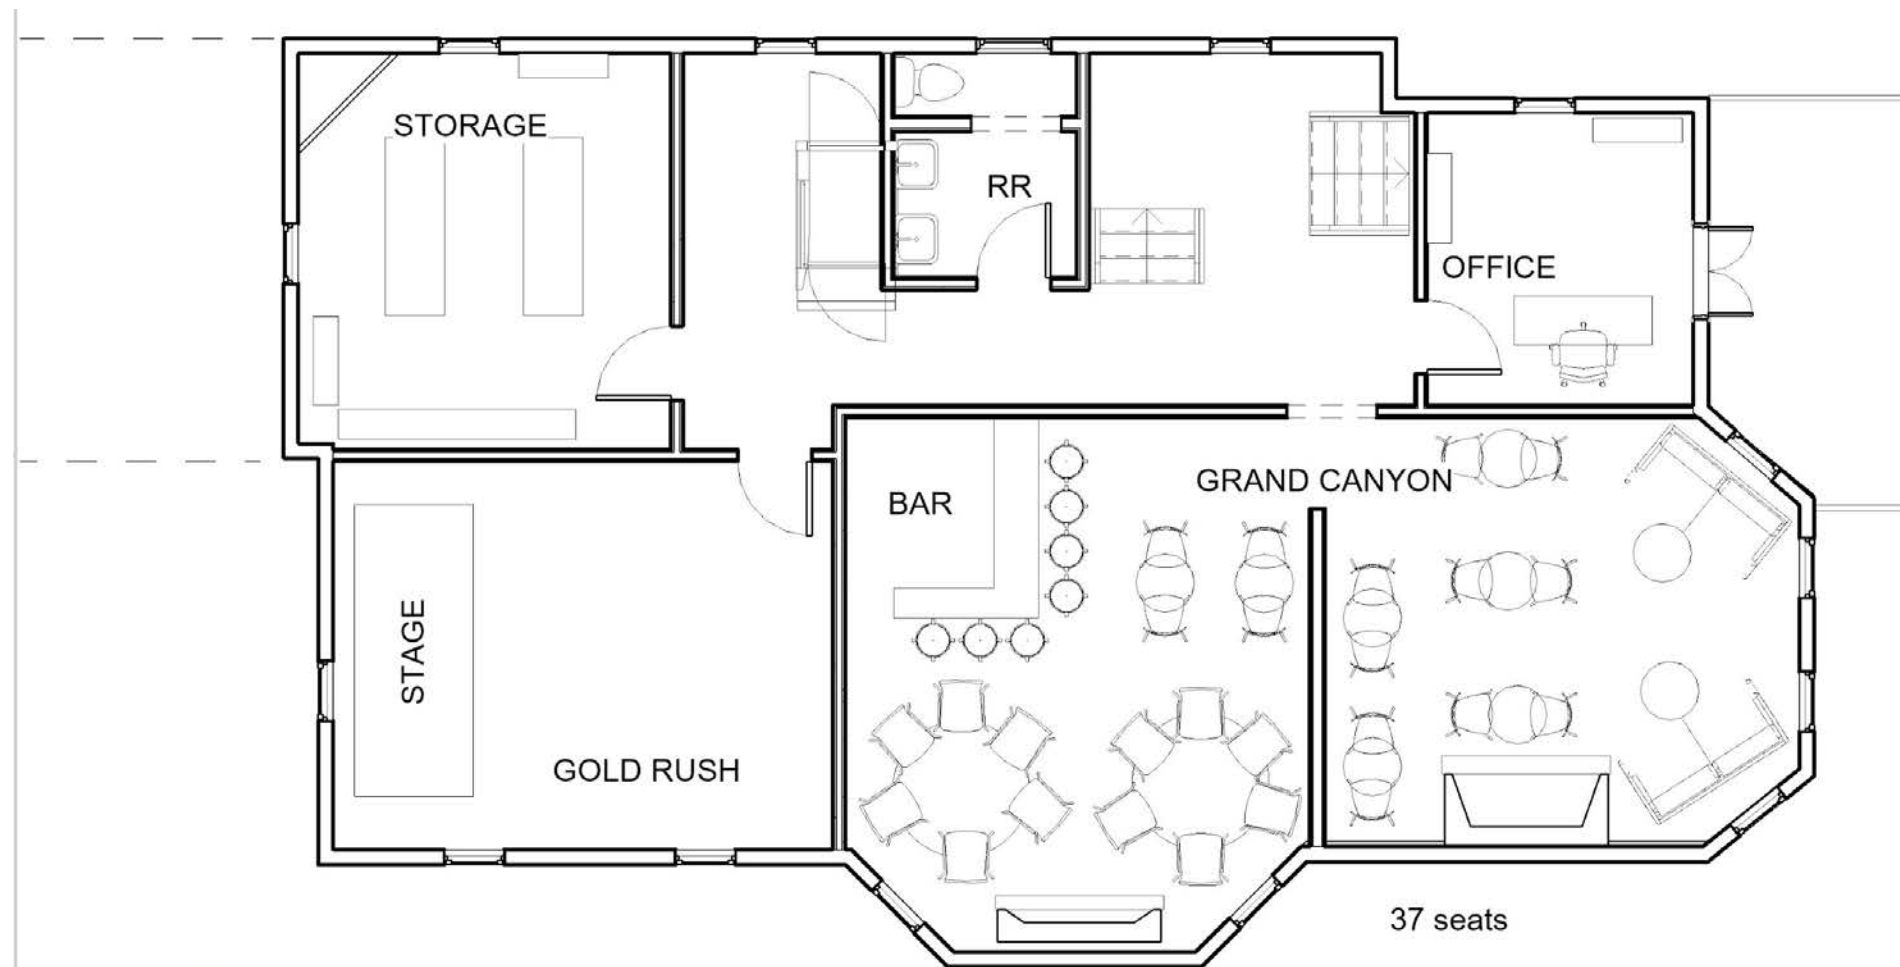 STORAGE
RR
OFFICE
GRAND CANYON
BAR
STAGE
GOLD RUSH
37 seats